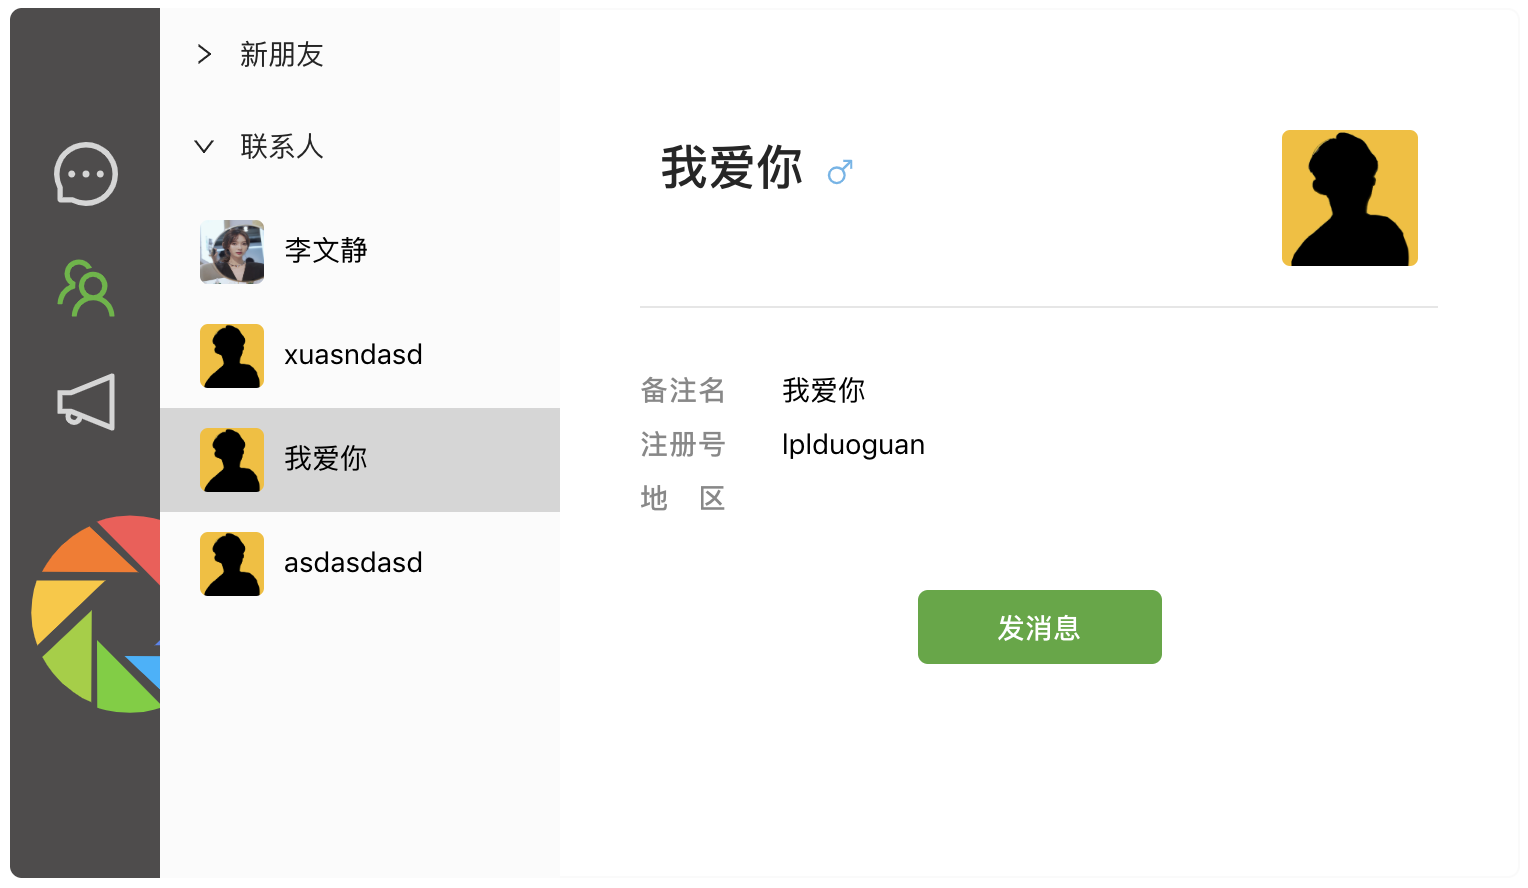 新朋友
联系人
李文静
xuasndasd
我爱你
asdasdasd
我爱你
备注名 我爱你
注册号 lplduoguan
地 区
发消息